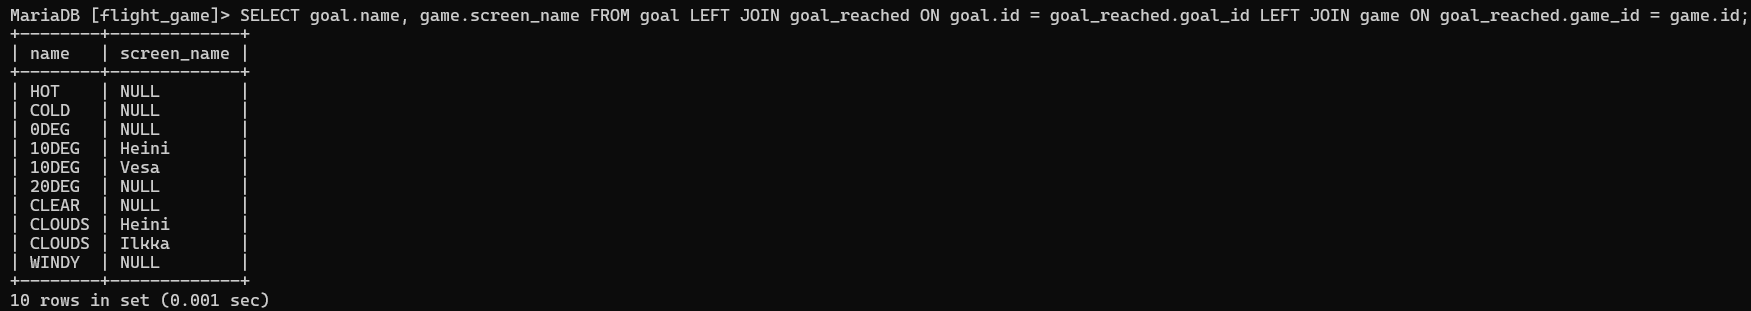 MariaDB [flight_game]> SELECT goal.name, game.screen_name FROM goal LEFT JOIN goal_reached ON goal.id = goal_reached.goal_id LEFT JOIN game ON goal_reached.game_id = game.id;
+--------+-------------+
| name   | screen_name |
+--------+-------------+
| HOT    | NULL        |
| COLD   | NULL        |
| 0DEG   | NULL        |
| 10DEG  | Heini       |
| 10DEG  | Vesa        |
| 20DEG  | NULL        |
| CLEAR  | NULL        |
| CLOUDS | Heini       |
| CLOUDS | Ilkka       |
| WINDY  | NULL        |
+--------+-------------+
10 rows in set (0.001 sec)